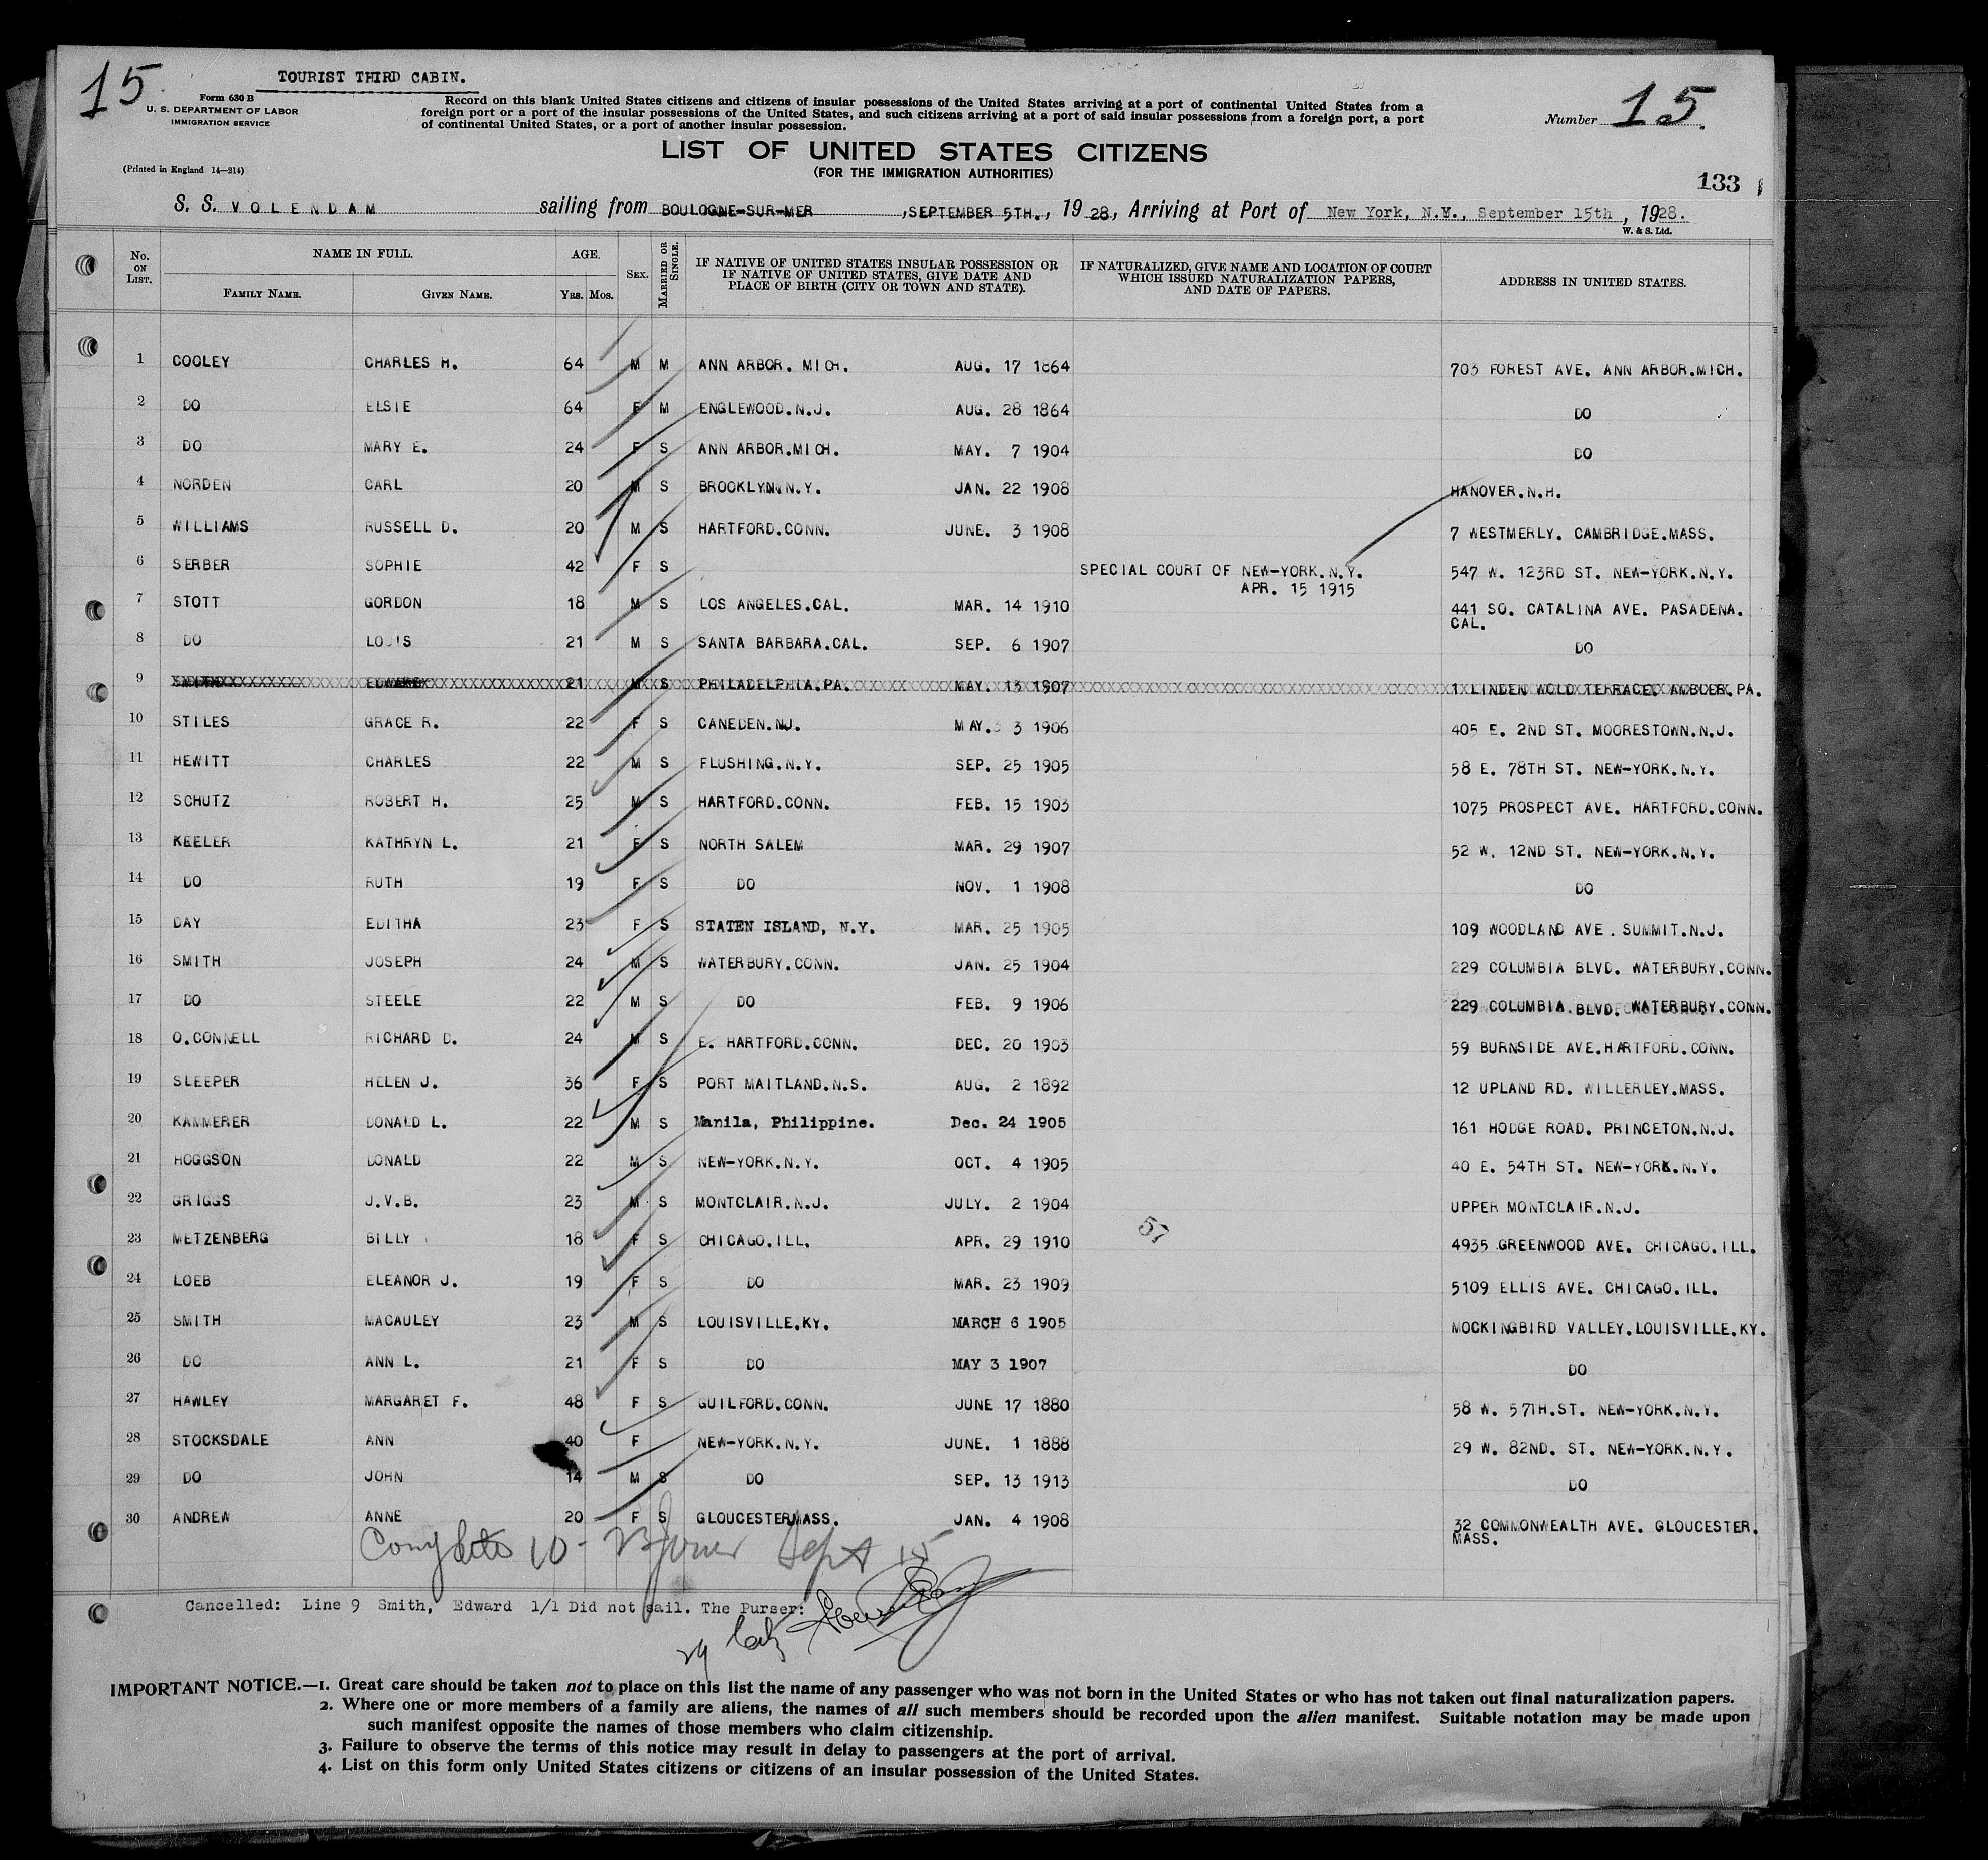 15
TOURIST THIRD CABIN.
Form 630 B
U. S. DEPARTMENT OF LABOR
IMMIGRATION SERVICE
(Printed in England 14—214)
Record on this blank United States citizens and citizens of insular possessions of the United States arriving at a port of continental United States from a
foreign port or a port of the insular possessions of the United States, and such citizens arriving at a port of said insular possessions from a foreign port, a port
of continental United States, or a port of another insular possession.
Number 15.
LIST OF UNITED STATES CITIZENS
(FOR THE IMMIGRATION AUTHORITIES)
133
S. S. VOLENDAM sailing from BOULOGNE-SUR-MER, SEPTEMBER 5TH., 1928, Arriving at Port of New York, N.Y., September 15th, 1928.
W. & S. Ltd.
No. ON LIST. NAME IN FULL. FAMILY NAME. GIVEN NAME. AGE. YRS. MOS. SEX. MARRIED OR SINGLE. IF NATIVE OF UNITED STATES INSULAR POSSESSION OR IF NATIVE OF UNITED STATES, GIVE DATE AND PLACE OF BIRTH (CITY OR TOWN AND STATE). IF NATURALIZED, GIVE NAME AND LOCATION OF COURT WHICH ISSUED NATURALIZATION PAPERS, AND DATE OF PAPERS. ADDRESS IN UNITED STATES.
1 COOLEY CHARLES H. 64 M M ANN ARBOR. MICH. AUG. 17 1864 703 FOREST AVE. ANN ARBOR.MICH.
2 DO ELSIE 64 F M ENGLEWOOD.N.J. AUG. 28 1864 DO
3 DO MARY E. 24 F S ANN ARBOR.MICH. MAY. 7 1904 DO
4 NORDEN CARL 20 M S BROOKLYN.N.Y. JAN. 22 1908 HANOVER.N.H.
5 WILLIAMS RUSSELL D. 20 M S HARTFORD.CONN. JUNE. 3 1908 7 WESTMERLY. CAMBRIDGE.MASS.
6 SERBER SOPHIE 42 F S SPECIAL COURT OF NEW-YORK.N.Y. APR. 15 1915 547 W. 123RD ST. NEW-YORK.N.Y.
7 STOTT GORDON 18 M S LOS ANGELES.CAL. MAR. 14 1910 441 SO. CATALINA AVE. PASADENA. CAL.
8 DO LOUIS 21 M S SANTA BARBARA.CAL. SEP. 6 1907 DO
9 SMITH EDWARD 21 M S PHILADELPHIA.PA. MAY. 13 1907 1 LINDEN WOLD TERRACE. AMBLER.PA.
10 STILES GRACE R. 22 F S CANEDEN.NJ. MAY. 3 1906 405 E. 2ND ST. MOORESTOWN.N.J.
11 HEWITT CHARLES 22 M S FLUSHING.N.Y. SEP. 25 1905 58 E. 78TH ST. NEW-YORK.N.Y.
12 SCHUTZ ROBERT H. 25 M S HARTFORD.CONN. FEB. 15 1903 1075 PROSPECT AVE. HARTFORD.CONN.
13 KEELER KATHRYN L. 21 F S NORTH SALEM MAR. 29 1907 52 W. 12ND ST. NEW-YORK.N.Y.
14 DO RUTH 19 F S DO NOV. 1 1908 DO
15 DAY EDITHA 23 F S STATEN ISLAND, N.Y. MAR. 25 1905 109 WOODLAND AVE. SUMMIT.N.J.
16 SMITH JOSEPH 24 M S WATERBURY.CONN. JAN. 25 1904 229 COLUMBIA BLVD. WATERBURY.CONN.
17 DO STEELE 22 M S DO FEB. 9 1906 229 COLUMBIA BLVD. WATERBURY.CONN.
18 O.CONNELL RICHARD D. 24 M S E. HARTFORD.CONN. DEC. 20 1903 59 BURNSIDE AVE.HARTFORD.CONN.
19 SLEEPER HELEN J. 36 F S PORT MAITLAND.N.S. AUG. 2 1892 12 UPLAND RD. WILLERLEY.MASS.
20 KAMMERER DONALD L. 22 M S Manila, Philippine. Dec. 24 1905 161 HODGE ROAD. PRINCETON.N.J.
21 HOGGSON DONALD 22 M S NEW-YORK.N.Y. OCT. 4 1905 40 E. 54TH ST. NEW-YORK.N.Y.
22 GRIGGS J.V.B. 23 M S MONTCLAIR.N.J. JULY. 2 1904 UPPER MONTCLAIR.N.J.
57
23 METZENBERG BILLY 18 F S CHICAGO.ILL. APR. 29 1910 4935 GREENWOOD AVE. CHICAGO.ILL.
24 LOEB ELEANOR J. 19 F S DO MAR. 23 1909 5109 ELLIS AVE. CHICAGO.ILL.
25 SMITH MACAULEY 23 M S LOUISVILLE.KY. MARCH 6 1905 MOCKINGBIRD VALLEY.LOUISVILLE.KY.
26 DO ANN L. 21 F S DO MAY 3 1907 DO
27 HAWLEY MARGARET F. 48 F S GUILFORD.CONN. JUNE 17 1880 58 W. 57TH.ST. NEW-YORK.N.Y.
28 STOCKSDALE ANN 40 F NEW-YORK.N.Y. JUNE. 1 1888 29 W. 82ND. ST. NEW-YORK.N.Y.
29 DO JOHN 14 M S DO SEP. 13 1913 DO
30 ANDREW ANNE 20 F S GLOUCESTER.MASS. JAN. 4 1908 32 COMMONWEALTH AVE. GLOUCESTER. MASS.
10 - Sept 15
Cancelled: Line 9 Smith, Edward 1/1 Did not sail. The Purser:
29
IMPORTANT NOTICE.—1. Great care should be taken not to place on this list the name of any passenger who was not born in the United States or who has not taken out final naturalization papers.
2. Where one or more members of a family are aliens, the names of all such members should be recorded upon the alien manifest. Suitable notation may be made upon
such manifest opposite the names of those members who claim citizenship.
3. Failure to observe the terms of this notice may result in delay to passengers at the port of arrival.
4. List on this form only United States citizens or citizens of an insular possession of the United States.